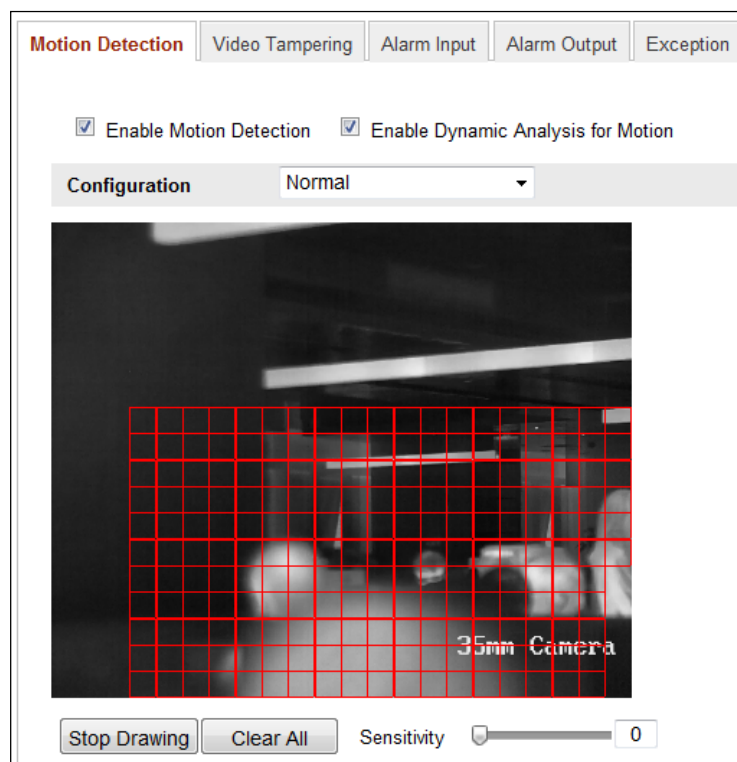 Motion Detection Video Tampering Alarm Input Alarm Output Exception
Enable Motion Detection Enable Dynamic Analysis for Motion
Configuration Normal
35mm Camera
Stop Drawing Clear All Sensitivity 0